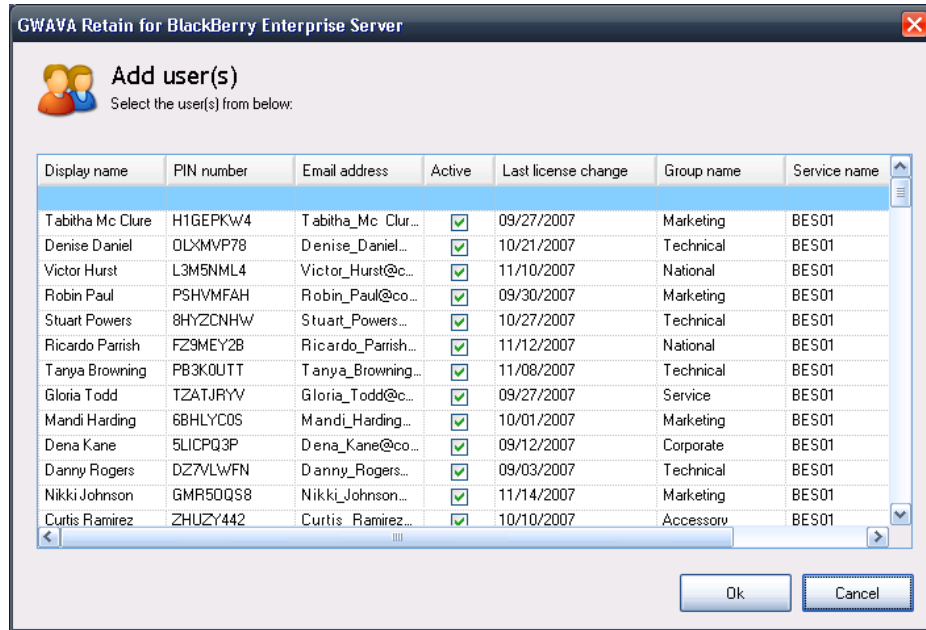 GWAVA Retain for BlackBerry Enterprise Server
Add user(s)
Select the user(s) from below:
Display name PIN number Email address Active Last license change Group name Service name
Tabitha Mc Clure H1GEPKW4 Tabitha_Mc Clur... 09/27/2007 Marketing BES01
Denise Daniel OLXMVP78 Denise_Daniel... 10/21/2007 Technical BES01
Victor Hurst L3M5NML4 Victor_Hurst@c... 11/10/2007 National BES01
Robin Paul PSHVMFAH Robin_Paul@co... 09/30/2007 Marketing BES01
Stuart Powers 8HYZCNHW Stuart_Powers... 10/27/2007 Technical BES01
Ricardo Parrish FZ9MEY2B Ricardo_Parrish... 11/12/2007 National BES01
Tanya Browning PB3K0UTT Tanya_Browning... 11/08/2007 Technical BES01
Gloria Todd TZATJRYV Gloria_Todd@c... 09/27/2007 Service BES01
Mandi Harding 6BHLYC0S Mandi_Harding... 10/01/2007 Marketing BES01
Dena Kane 5LICPQ3P Dena_Kane@co... 09/12/2007 Corporate BES01
Danny Rogers DZ7VLWFN Danny_Rogers... 09/03/2007 Technical BES01
Nikki Johnson GMR5OQS8 Nikki_Johnson... 11/14/2007 Marketing BES01
Curtis Ramirez ZHUZY442 Curtis_Ramirez... 10/10/2007 Accessory BES01
Ok Cancel